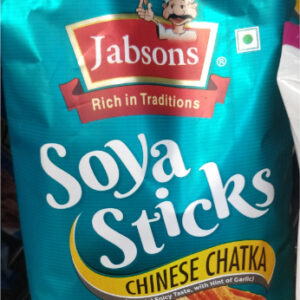 Jabsons
®
Rich in Traditions
Soya
Sticks
CHINESE CHATKA
Spicy Taste, with Hint of Garlic)